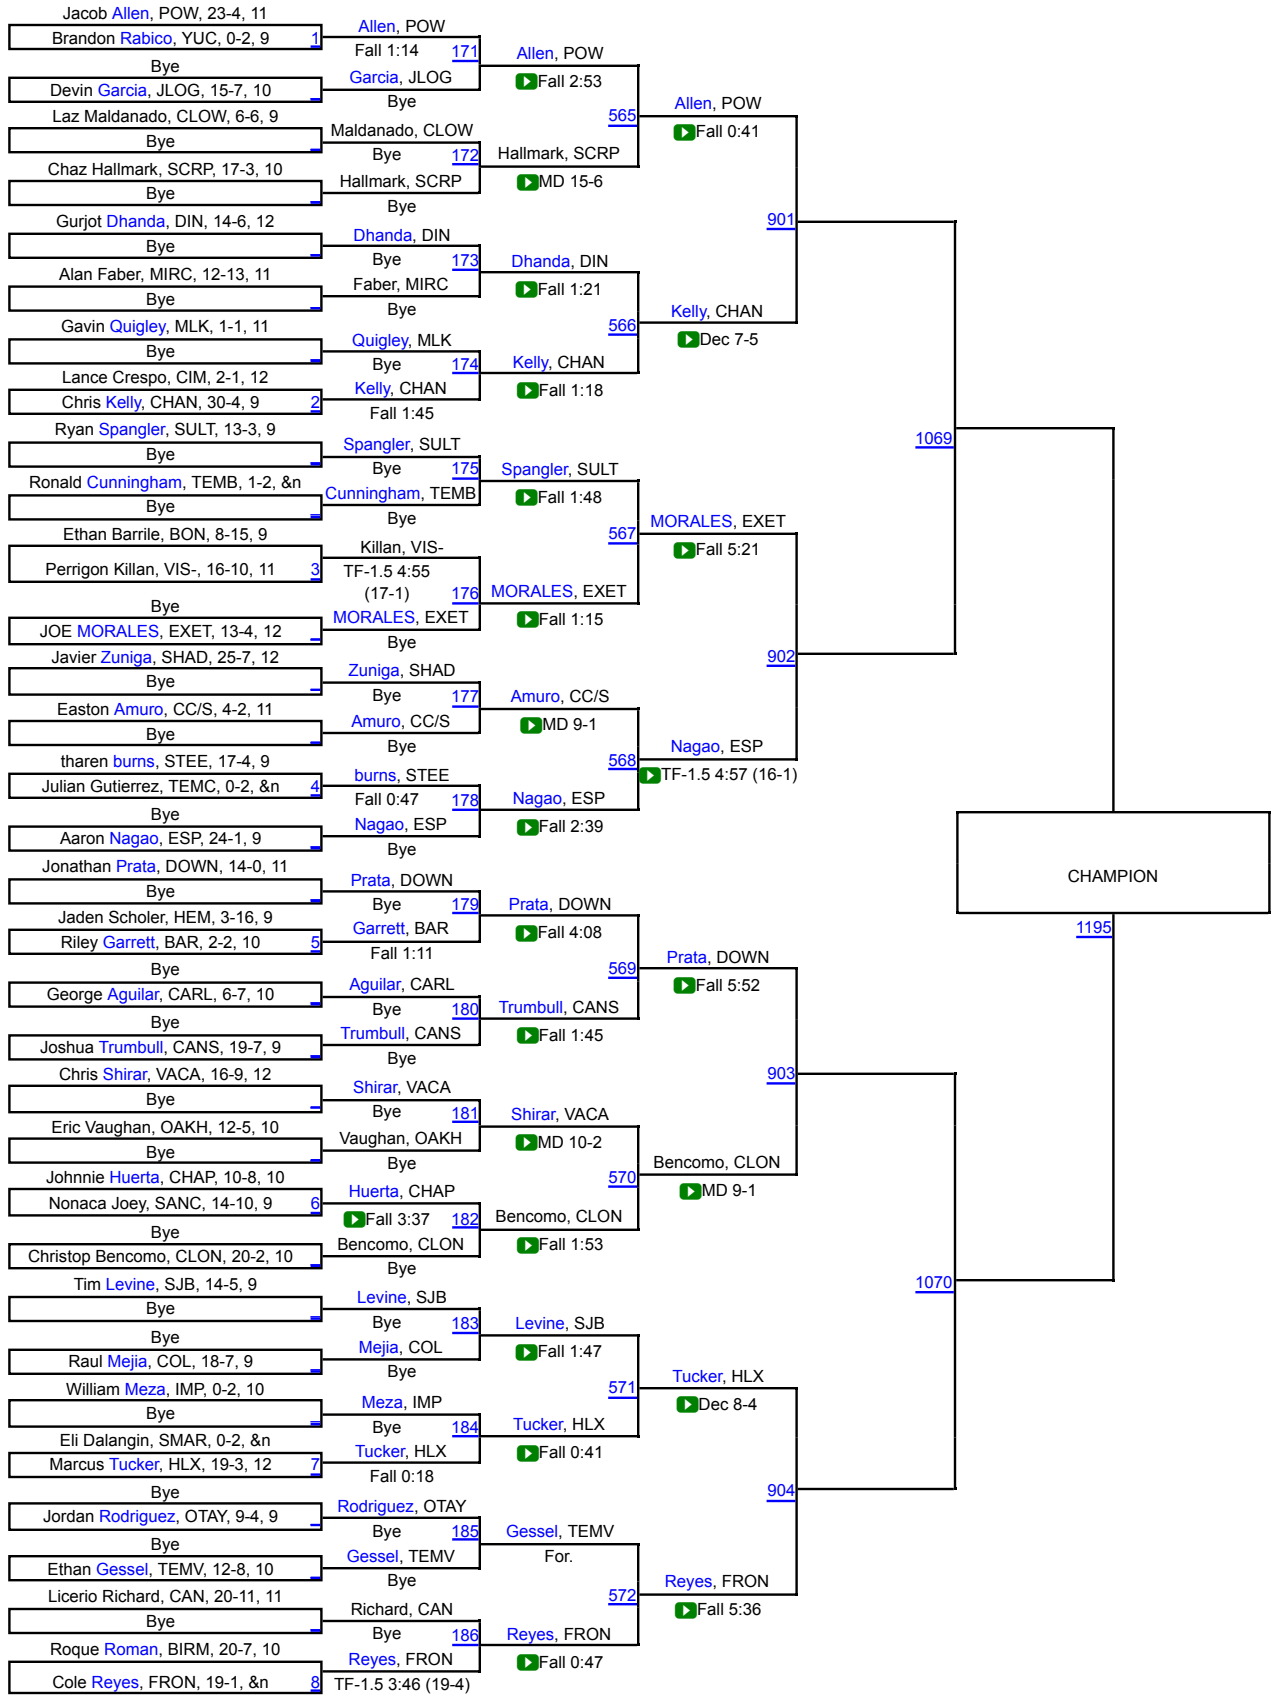 Jacob Allen, POW, 23-4, 11
Brandon Rabico, YUC, 0-2, 9 1
Bye
Devin Garcia, JLOG, 15-7, 10
Laz Maldanado, CLOW, 6-6, 9
Bye
Chaz Hallmark, SCRP, 17-3, 10
Bye
Gurjot Dhanda, DIN, 14-6, 12
Bye
Alan Faber, MIRC, 12-13, 11
Bye
Gavin Quigley, MLK, 1-1, 11
Bye
Lance Crespo, CIM, 2-1, 12
Chris Kelly, CHAN, 30-4, 9 2
Ryan Spangler, SULT, 13-3, 9
Bye
Ronald Cunningham, TEMB, 1-2, &n
Bye
Ethan Barrile, BON, 8-15, 9
Perrigon Killan, VIS-, 16-10, 11 3
Bye
JOE MORALES, EXET, 13-4, 12
Javier Zuniga, SHAD, 25-7, 12
Bye
Easton Amuro, CC/S, 4-2, 11
Bye
tharen burns, STEE, 17-4, 9
Julian Gutierrez, TEMC, 0-2, &n 4
Bye
Aaron Nagao, ESP, 24-1, 9
Jonathan Prata, DOWN, 14-0, 11
Bye
Jaden Scholer, HEM, 3-16, 9
Riley Garrett, BAR, 2-2, 10 5
Bye
George Aguilar, CARL, 6-7, 10
Bye
Joshua Trumbull, CANS, 19-7, 9
Chris Shirar, VACA, 16-9, 12
Bye
Eric Vaughan, OAKH, 12-5, 10
Bye
Johnnie Huerta, CHAP, 10-8, 10
Nonaca Joey, SANC, 14-10, 9 6
Bye
Christop Bencomo, CLON, 20-2, 10
Tim Levine, SJB, 14-5, 9
Bye
Bye
Raul Mejia, COL, 18-7, 9
William Meza, IMP, 0-2, 10
Bye
Eli Dalangin, SMAR, 0-2, &n
Marcus Tucker, HLX, 19-3, 12 7
Bye
Jordan Rodriguez, OTAY, 9-4, 9
Bye
Ethan Gessel, TEMV, 12-8, 10
Licerio Richard, CAN, 20-11, 11
Bye
Roque Roman, BIRM, 20-7, 10
Cole Reyes, FRON, 19-1, &n 8
Allen, POW
Fall 1:14 171
Garcia, JLOG
Bye
Maldanado, CLOW
Bye 172
Hallmark, SCRP
Bye
Dhanda, DIN
Bye 173
Faber, MIRC
Bye
Quigley, MLK
Bye 174
Kelly, CHAN
Fall 1:45
Spangler, SULT
Bye 175
Cunningham, TEMB
Bye
Killan, VIS-
TF-1.5 4:55
(17-1) 176
MORALES, EXET
Bye
Zuniga, SHAD
Bye 177
Amuro, CC/S
Bye
burns, STEE
Fall 0:47 178
Nagao, ESP
Bye
Prata, DOWN
Bye 179
Garrett, BAR
Fall 1:11
Aguilar, CARL
Bye 180
Trumbull, CANS
Bye
Shirar, VACA
Bye 181
Vaughan, OAKH
Bye
Huerta, CHAP
Fall 3:37 182
Bencomo, CLON
Bye
Levine, SJB
Bye 183
Mejia, COL
Bye
Meza, IMP
Bye 184
Tucker, HLX
Fall 0:18
Rodriguez, OTAY
Bye 185
Gessel, TEMV
Bye
Richard, CAN
Bye 186
Reyes, FRON
TF-1.5 3:46 (19-4)
Allen, POW
Fall 2:53
565
Hallmark, SCRP
MD 15-6
Dhanda, DIN
Fall 1:21
566
Kelly, CHAN
Fall 1:18
Spangler, SULT
Fall 1:48
567
MORALES, EXET
Fall 1:15
Amuro, CC/S
MD 9-1
568
Nagao, ESP
Fall 2:39
Prata, DOWN
Fall 4:08
569
Trumbull, CANS
Fall 1:45
Shirar, VACA
MD 10-2
570
Bencomo, CLON
Fall 1:53
Levine, SJB
Fall 1:47
571
Tucker, HLX
Fall 0:41
Gessel, TEMV
For.
572
Reyes, FRON
Fall 0:47
Allen, POW
Fall 0:41
901
Kelly, CHAN
Dec 7-5
MORALES, EXET
Fall 5:21
902
Nagao, ESP
TF-1.5 4:57 (16-1)
Prata, DOWN
Fall 5:52
903
Bencomo, CLON
MD 9-1
Tucker, HLX
Dec 8-4
904
Reyes, FRON
Fall 5:36
1069
1070
CHAMPION
1195